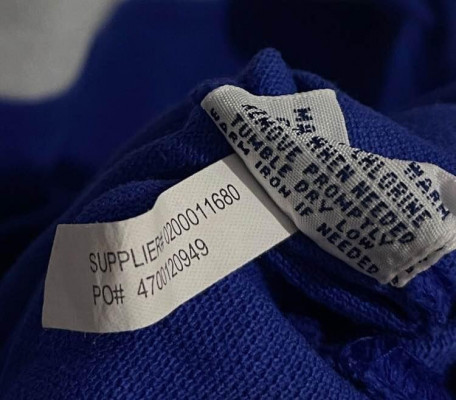 SUPPLIER# 0200011680
PO# 4700120949
WHEN NEEDED
REMOVE PROMPTLY
TUMBLE DRY LOW
WARM IRON IF NEEDED